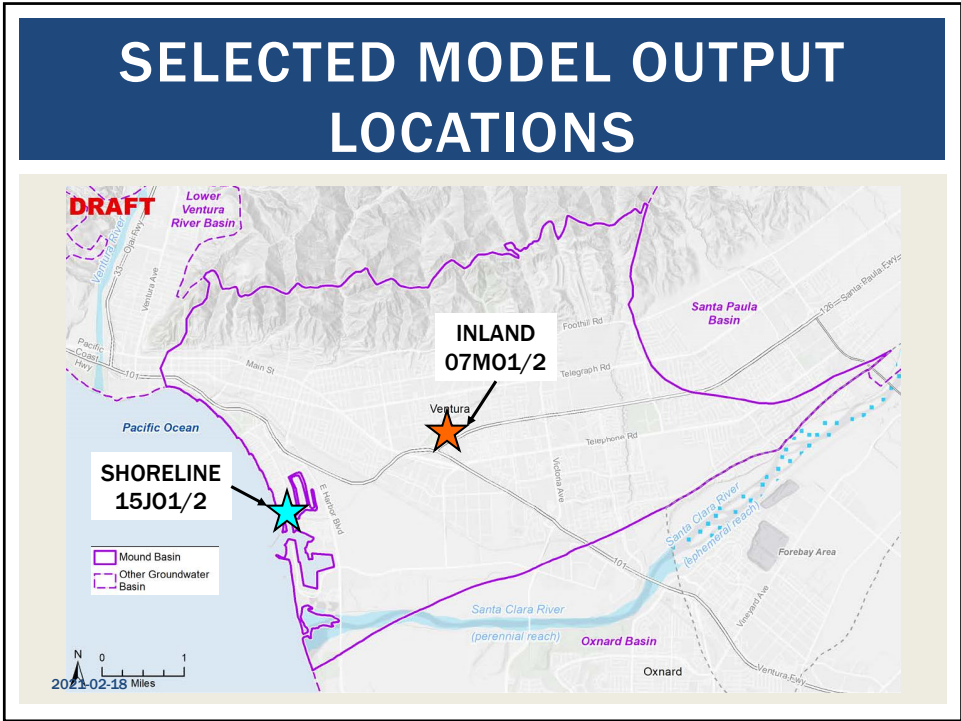 SELECTED MODEL OUTPUT
LOCATIONS
DRAFT
Lower
Ventura
River Basin
Ventura River
33
Ojai Fwy
Ventura Ave
Pacific
Coast
Hwy
101
Main St
Foothill Rd
Santa Paula
Basin
126
Santa Paula Fwy
INLAND
07M01/2
Telegraph Rd
Ventura
Telephone Rd
Victoria Ave
Pacific Ocean
SHORELINE
15J01/2
E Harbor Blvd
Mound Basin
Other Groundwater
Basin
Santa Clara River
(ephemeral reach)
Forebay Area
101
Vineyard Ave
Santa Clara River
(perennial reach)
Oxnard Basin
Oxnard
Ventura Fwy
N
0 1
Miles
2021-02-18